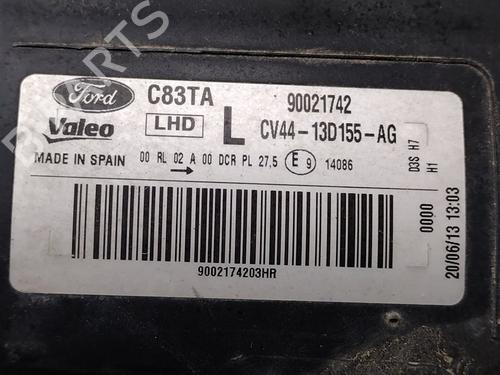 Ford C83TA 90021742
Valeo LHD L CV44-13D155-AG
MADE IN SPAIN 00 RL 02 A 00 DCR PL 27,5 E 9 14086
→
9002174203HR
D3S H7
H1
0000
20/06/13 13:03